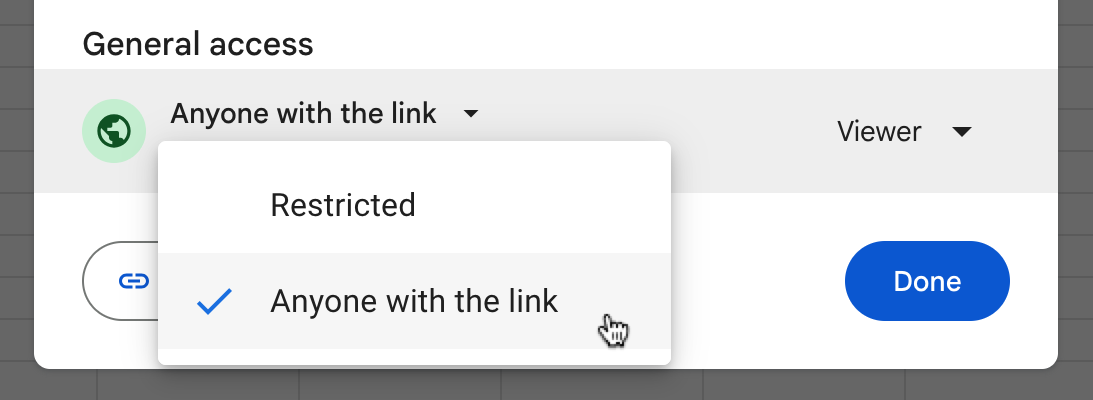 General access
Anyone with the link
Viewer
Restricted
Anyone with the link
Done